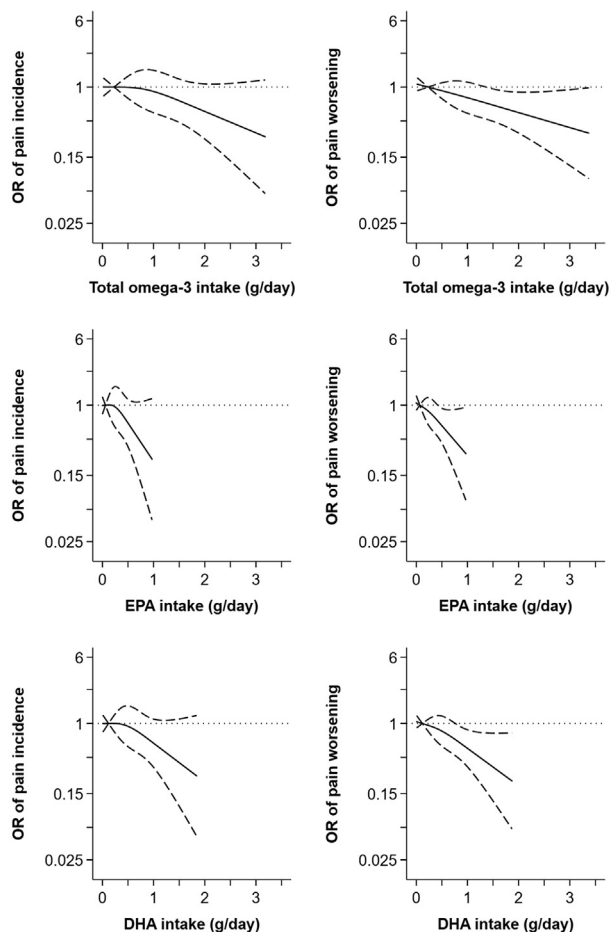 OR of pain incidence
6
1
0.15
0.025
0 1 2 3
Total omega-3 intake (g/day)
OR of pain worsening
6
1
0.15
0.025
0 1 2 3
Total omega-3 intake (g/day)
OR of pain incidence
6
1
0.15
0.025
0 1 2 3
EPA intake (g/day)
OR of pain worsening
6
1
0.15
0.025
0 1 2 3
EPA intake (g/day)
OR of pain incidence
6
1
0.15
0.025
0 1 2 3
DHA intake (g/day)
OR of pain worsening
6
1
0.15
0.025
0 1 2 3
DHA intake (g/day)